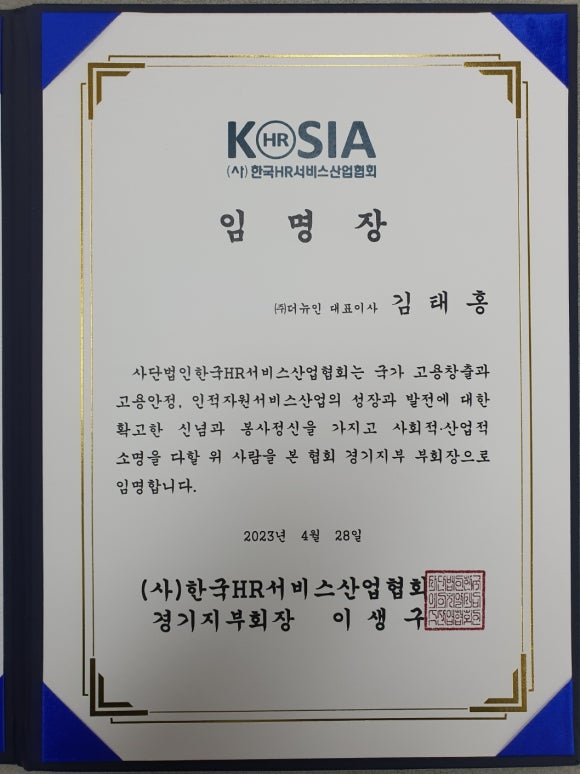 KHRSIA
(사)한국HR서비스산업협회
임 명 장
㈜더뉴인 대표이사 김 태 홍
사단법인한국HR서비스산업협회는 국가 고용창출과
고용안정, 인적자원서비스산업의 성장과 발전에 대한
확고한 신념과 봉사정신을 가지고 사회적·산업적
소명을 다할 위 사람을 본 협회 경기지부 부회장으로
임명합니다.
2023년 4월 28일
(사)한국HR서비스산업협회
경기지부회장 이 생 구